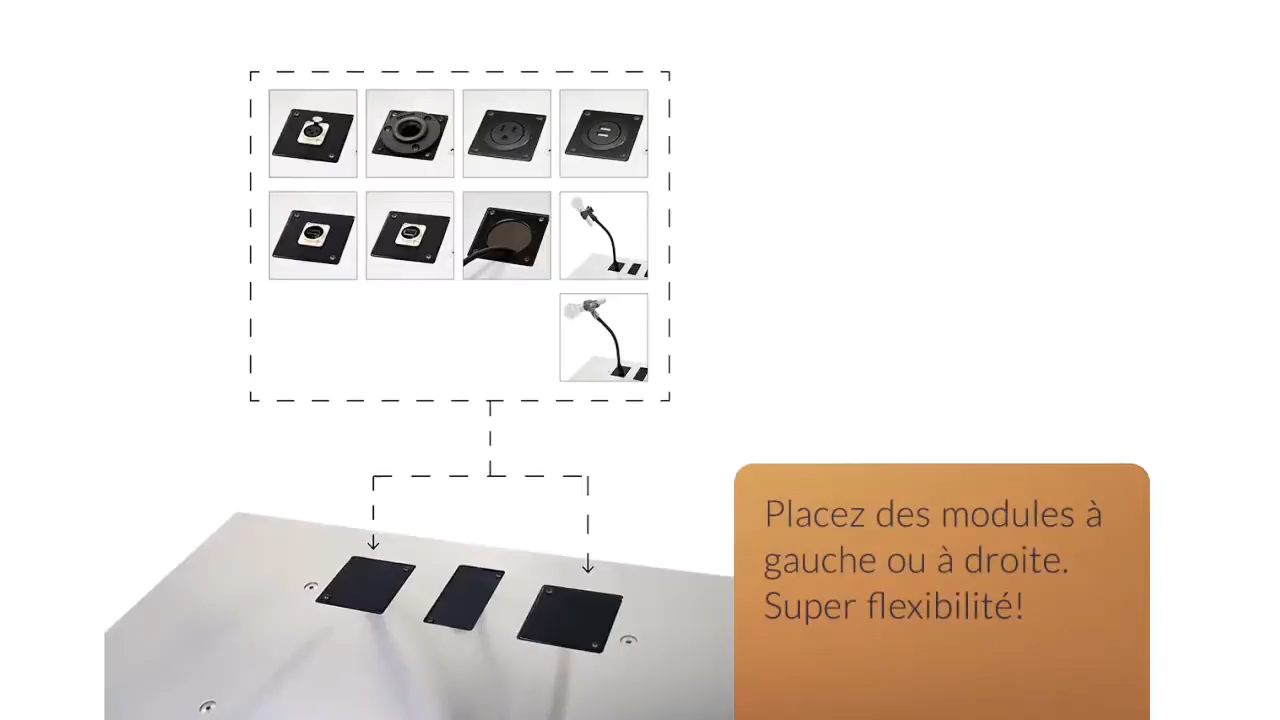 Placez des modules à
gauche ou à droite.
Super flexibilité!